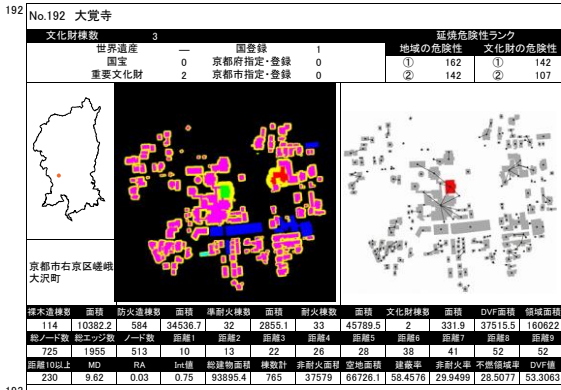 192 No.192 大覚寺
文化財棟数 3 延焼危険性ランク
世界遺産 — 国登録 1 地域の危険性 文化財の危険性
国宝 0 京都府指定・登録 0 ① 162 ① 142
重要文化財 2 京都市指定・登録 0 ② 142 ② 107
京都市右京区嵯峨
大沢町
裸木造棟数 面積 防火造棟数 面積 準耐火棟数 面積 耐火棟数 面積 文化財棟数 面積 DVF面積 領域面積
114 10382.2 584 34536.7 32 2855.1 33 45789.5 2 331.9 37515.5 160622
総ノード数 総エッジ数 ノード数 距離1 距離2 距離3 距離4 距離5 距離6 距離7 距離8 距離9
725 1955 513 10 13 22 26 28 38 41 52 52
距離10以上 MD RA Int値 総建物面積 棟数計 非耐火面積 空地面積 建蔽率 非耐火率 不燃領域率 DVF値
230 9.62 0.03 0.75 93895.4 765 37579 66726.1 58.4576 29.9499 28.5077 53.3063